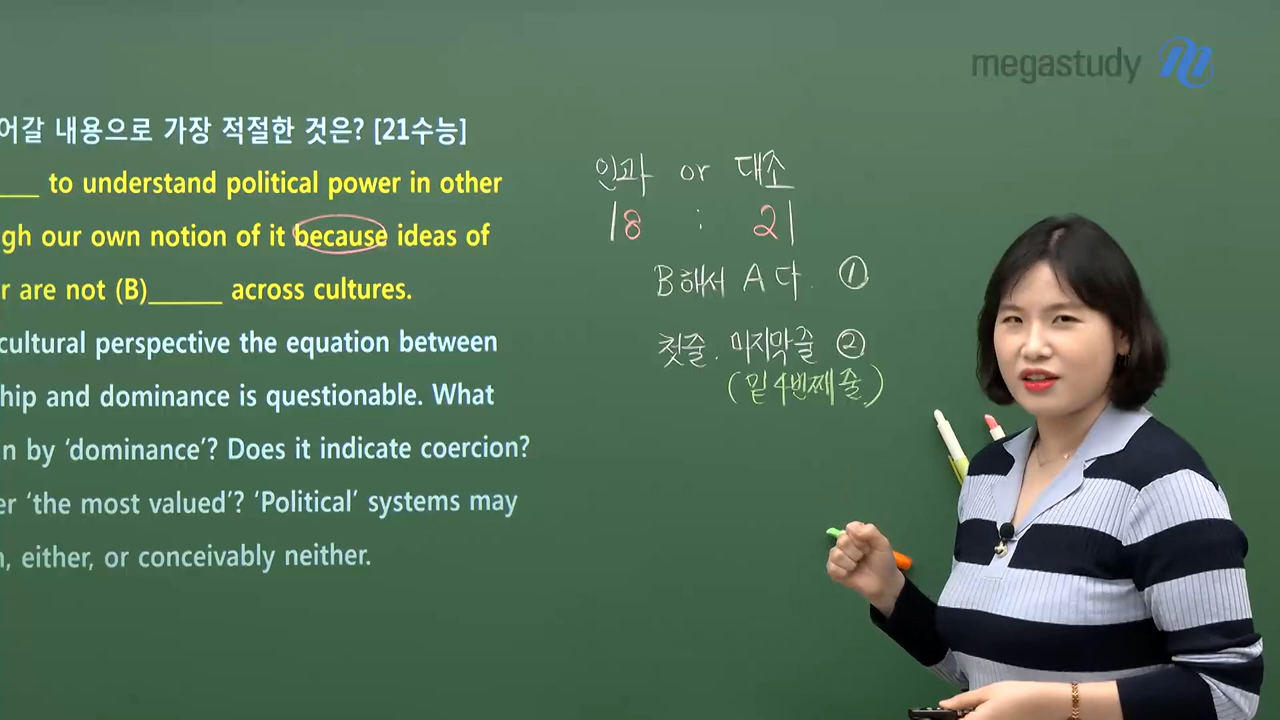 megastudy
어갈 내용으로 가장 적절한 것은? [21수능]
____ to understand political power in other
gh our own notion of it because ideas of
r are not (B)______ across cultures.
cultural perspective the equation between
hip and dominance is questionable. What
n by ‘dominance’? Does it indicate coercion?
er ‘the most valued’? ‘Political’ systems may
, either, or conceivably neither.
인과 or 대소
18 : 21
B해서 A다. ①
첫줄. 마지막줄 ②
(밑 4번째 줄)